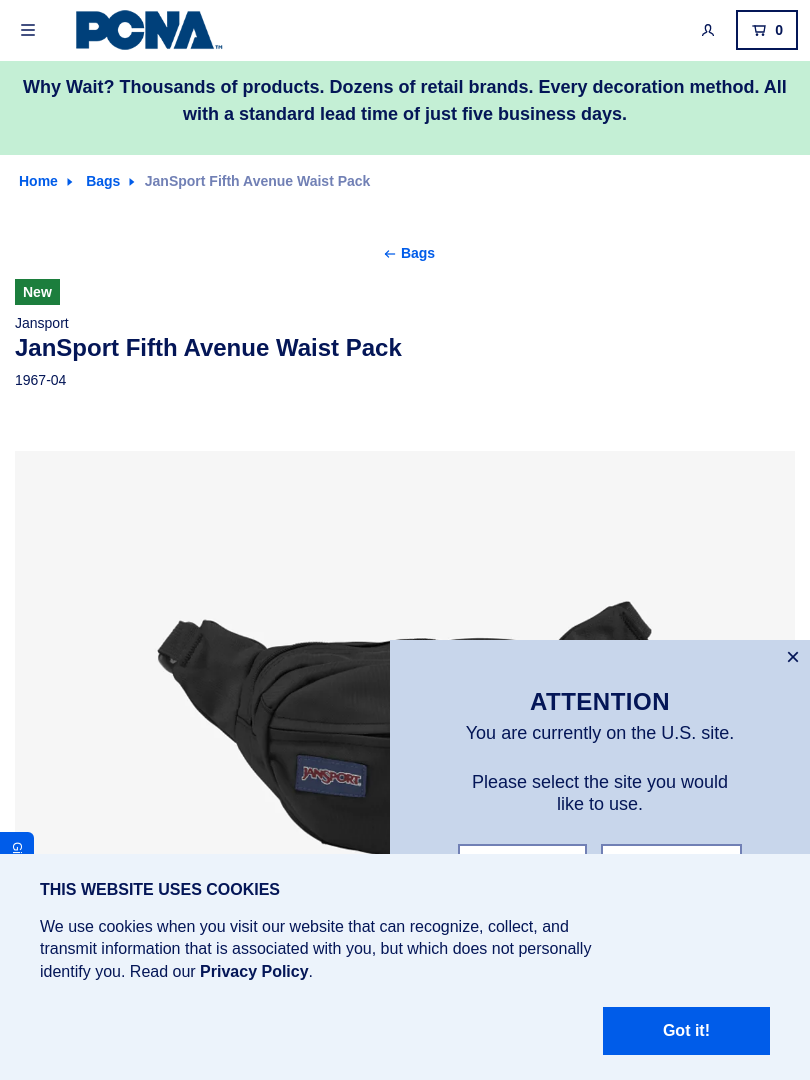 PCNA™
0
Why Wait? Thousands of products. Dozens of retail brands. Every decoration method. All
with a standard lead time of just five business days.
Home
Bags
JanSport Fifth Avenue Waist Pack
Bags
New
Jansport
JanSport Fifth Avenue Waist Pack
1967-04
JANSPORT
ATTENTION
You are currently on the U.S. site.
Please select the site you would
like to use.
THIS WEBSITE USES COOKIES
We use cookies when you visit our website that can recognize, collect, and
transmit information that is associated with you, but which does not personally
identify you. Read our Privacy Policy.
Got it!